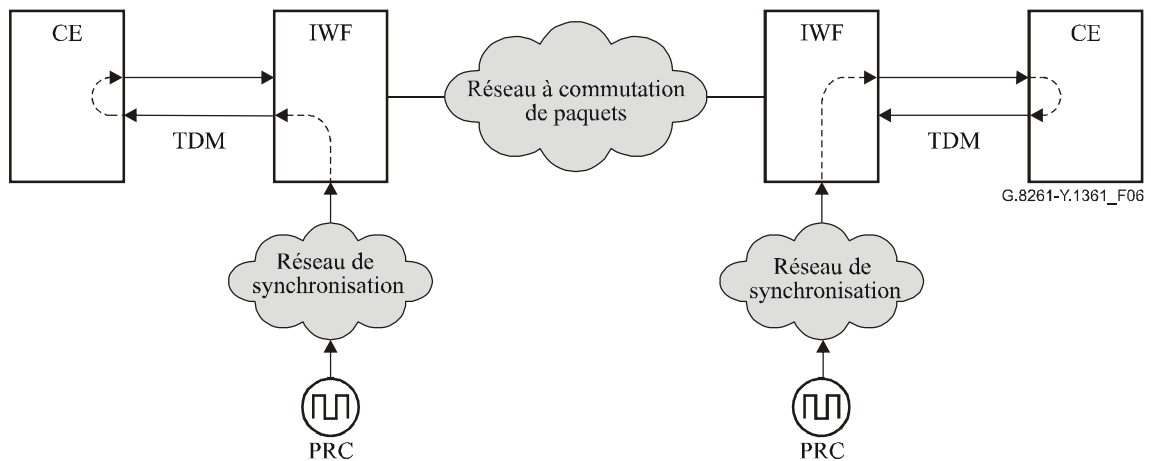 CE
IWF
Réseau à commutation
de paquets
IWF
CE
TDM
TDM
G.8261-Y.1361_F06
Réseau de
synchronisation
Réseau de
synchronisation
PRC
PRC